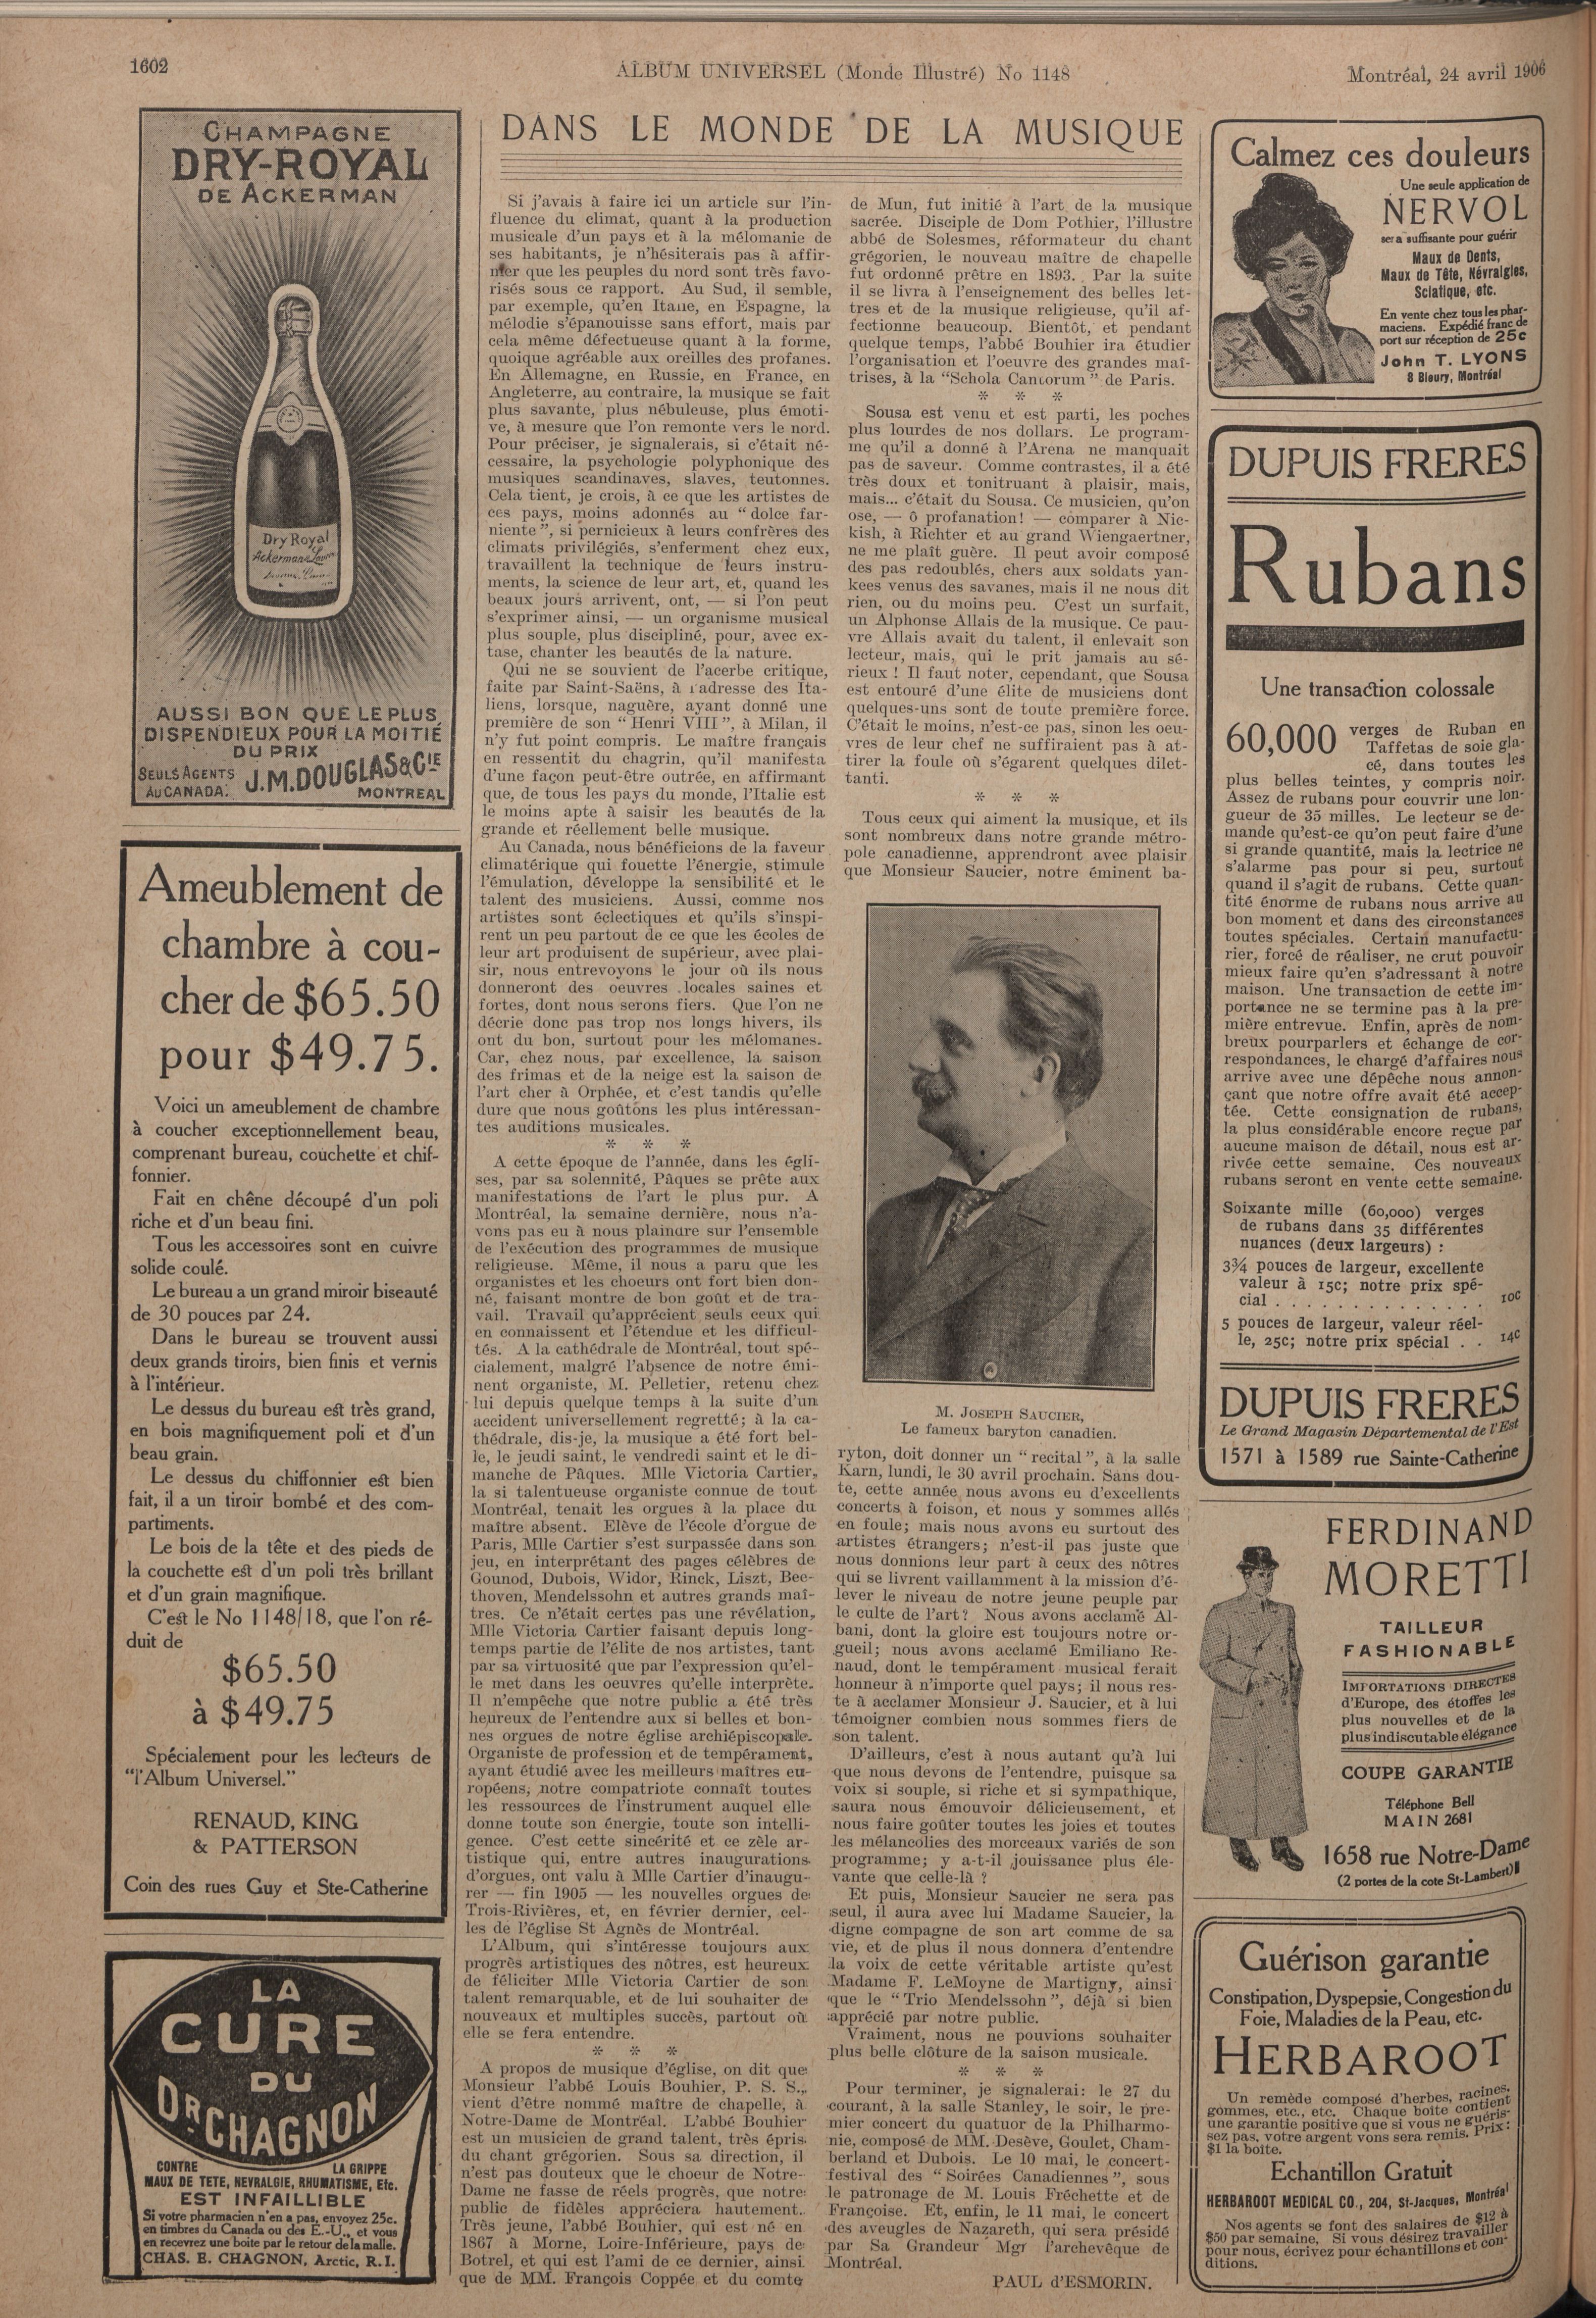 1602
ALBUM UNIVERSEL (Monde Illustré) No 1148
Montréal, 24 avril 1906
CHAMPAGNE
DRY-ROYAL
DE ACKERMAN
Dry Royal
AUSSI BON QUE LE PLUS
DISPENDIEUX POUR LA MOITIÉ
DU PRIX
SEULS AGENTS
AU CANADA.
J.M. DOUGLAS & CIE
MONTREAL
Ameublement de
chambre à cou-
cher de $65.50
pour $49.75.
Voici un ameublement de chambre
à coucher exceptionnellement beau,
comprenant bureau, couchette et chif-
fonnier.
Fait en chêne découpé d'un poli
riche et d'un beau fini.
Tous les accessoires sont en cuivre
solide coulé.
Le bureau a un grand miroir biseauté
de 30 pouces par 24.
Dans le bureau se trouvent aussi
deux grands tiroirs, bien finis et vernis
à l'intérieur.
Le dessus du bureau est très grand,
en bois magnifiquement poli et d'un
beau grain.
Le dessus du chiffonnier est bien
fait, il a un tiroir bombé et des com-
partiments.
Le bois de la tête et des pieds de
la couchette est d'un poli très brillant
et d'un grain magnifique.
C'est le No 1148/18, que l'on ré-
duit de
$65.50
à $49.75
Spécialement pour les lecteurs de
"l'Album Universel."
RENAUD, KING
& PATTERSON
Coin des rues Guy et Ste-Catherine
LA
CURE
DU
DR CHAGNON
CONTRE LA GRIPPE
MAUX DE TETE, NEVRALGIE, RHUMATISME, Etc.
EST INFAILLIBLE
Si votre pharmacien n'en a pas, envoyez 25c.
en timbres du Canada ou des E.-U., et vous
en recevrez une boite par le retour de la malle.
CHAS. E. CHAGNON, Arctic, R. I.
DANS LE MONDE DE LA MUSIQUE
Si j'avais à faire ici un article sur l'in-
fluence du climat, quant à la production
musicale d'un pays et à la mélomanie de
ses habitants, je n'hésiterais pas à affir-
mer que les peuples du nord sont très favo-
risés sous ce rapport. Au Sud, il semble,
par exemple, qu'en Italie, en Espagne, la
mélodie s'épanouisse sans effort, mais par
cela même défectueuse quant à la forme,
quoique agréable aux oreilles des profanes.
En Allemagne, en Russie, en France, en
Angleterre, au contraire, la musique se fait
plus savante, plus nébuleuse, plus émoti-
ve, à mesure que l'on remonte vers le nord.
Pour préciser, je signalerais, si c'était né-
cessaire, la psychologie polyphonique des
musiques scandinaves, slaves, teutonnes.
Cela tient, je crois, à ce que les artistes de
ces pays, moins adonnés au "dolce far-
niente", si pernicieux à leurs confrères des
climats privilégiés, s'enferment chez eux,
travaillent la technique de leurs instru-
ments, la science de leur art, et, quand les
beaux jours arrivent, ont, — si l'on peut
s'exprimer ainsi, — un organisme musical
plus souple, plus discipliné, pour, avec ex-
tase, chanter les beautés de la nature.
Qui ne se souvient de l'acerbe critique,
faite par Saint-Saëns, à l'adresse des Ita-
liens, lorsque, naguère, ayant donné une
première de son "Henri VIII", à Milan, il
n'y fut point compris. Le maître français
en ressentit du chagrin, qu'il manifesta
d'une façon peut-être outrée, en affirmant
que, de tous les pays du monde, l'Italie est
le moins apte à saisir les beautés de la
grande et réellement belle musique.
Au Canada, nous bénéficions de la faveur
climatérique qui fouette l'énergie, stimule
l'émulation, développe la sensibilité et le
talent des musiciens. Aussi, comme nos
artistes sont éclectiques et qu'ils s'inspi-
rent un peu partout de ce que les écoles de
leur art produisent de supérieur, avec plai-
sir, nous entrevoyons le jour où ils nous
donneront des oeuvres locales saines et
fortes, dont nous serons fiers. Que l'on ne
décrie donc pas trop nos longs hivers, ils
ont du bon, surtout pour les mélomanes.
Car, chez nous, par excellence, la saison
des frimas et de la neige est la saison de
l'art cher à Orphée, et c'est tandis qu'elle
dure que nous goûtons les plus intéressan-
tes auditions musicales.
* * *
A cette époque de l'année, dans les égli-
ses, par sa solennité, Pâques se prête aux
manifestations de l'art le plus pur. A
Montréal, la semaine dernière, nous n'a-
vons pas eu à nous plaindre sur l'ensemble
de l'exécution des programmes de musique
religieuse. Même, il nous a paru que les
organistes et les choeurs ont fort bien don-
né, faisant montre de bon goût et de tra-
vail. Travail qu'apprécient seuls ceux qui
en connaissent et l'étendue et les difficul-
tés. A la cathédrale de Montréal, tout spé-
cialement, malgré l'absence de notre émi-
nent organiste, M. Pelletier, retenu chez
lui depuis quelque temps à la suite d'un
accident universellement regretté; à la ca-
thédrale, dis-je, la musique a été fort bel-
le, le jeudi saint, le vendredi saint et le di-
manche de Pâques. Mlle Victoria Cartier,
la si talentueuse organiste connue de tout
Montréal, tenait les orgues à la place du
maître absent. Elève de l'école d'orgue de
Paris, Mlle Cartier s'est surpassée dans son
jeu, en interprétant des pages célèbres de
Gounod, Dubois, Widor, Rinck, Liszt, Bee-
thoven, Mendelssohn et autres grands maî-
tres. Ce n'était certes pas une révélation,
Mlle Victoria Cartier faisant depuis long-
temps partie de l'élite de nos artistes, tant
par sa virtuosité que par l'expression qu'el-
le met dans les oeuvres qu'elle interprète.
Il n'empêche que notre public a été très
heureux de l'entendre aux si belles et bon-
nes orgues de notre église archiépiscopale.
Organiste de profession et de tempérament,
ayant étudié avec les meilleurs maîtres eu-
ropéens, notre compatriote connaît toutes
les ressources de l'instrument auquel elle
donne toute son énergie, toute son intelli-
gence. C'est cette sincérité et ce zèle ar-
tistique qui, entre autres inaugurations
d'orgues, ont valu à Mlle Cartier d'inaugu-
rer — fin 1905 — les nouvelles orgues de
Trois-Rivières, et, en février dernier, cel-
les de l'église St Agnès de Montréal.
L'Album, qui s'intéresse toujours aux
progrès artistiques des nôtres, est heureux
de féliciter Mlle Victoria Cartier de son
talent remarquable, et de lui souhaiter de
nouveaux et multiples succès, partout où
elle se fera entendre.
* * *
A propos de musique d'église, on dit que
Monsieur l'abbé Louis Bouhier, P. S. S.,
vient d'être nommé maître de chapelle, à
Notre-Dame de Montréal. L'abbé Bouhier
est un musicien de grand talent, très épris
du chant grégorien. Sous sa direction, il
n'est pas douteux que le choeur de Notre-
Dame ne fasse de réels progrès, que notre
public de fidèles appréciera hautement.
Très jeune, l'abbé Bouhier, qui est né en
1867 à Morne, Loire-Inférieure, pays de
Botrel, et qui est l'ami de ce dernier, ainsi
que de MM. François Coppée et du comte
de Mun, fut initié à l'art de la musique
sacrée. Disciple de Dom Pothier, l'illustre
abbé de Solesmes, réformateur du chant
grégorien, le nouveau maître de chapelle
fut ordonné prêtre en 1893. Par la suite
il se livra à l'enseignement des belles let-
tres et de la musique religieuse, qu'il af-
fectionne beaucoup. Bientôt, et pendant
quelque temps, l'abbé Bouhier ira étudier
l'organisation et l'oeuvre des grandes maî-
trises, à la "Schola Cantorum" de Paris.
* * *
Sousa est venu et est parti, les poches
plus lourdes de nos dollars. Le program-
me qu'il a donné à l'Arena ne manquait
pas de saveur. Comme contrastes, il a été
très doux et tonitruant à plaisir, mais,
mais... c'était du Sousa. Ce musicien, qu'on
ose, — ô profanation! — comparer à Nic-
kish, à Richter et au grand Wiengaertner,
ne me plaît guère. Il peut avoir composé
des pas redoublés, chers aux soldats yan-
kees venus des savanes, mais il ne nous dit
rien, ou du moins peu. C'est un surfait,
un Alphonse Allais de la musique. Ce pau-
vre Allais avait du talent, il enlevait son
lecteur, mais, qui le prit jamais au sé-
rieux ! Il faut noter, cependant, que Sousa
est entouré d'une élite de musiciens dont
quelques-uns sont de toute première force.
C'était le moins, n'est-ce pas, sinon les oeu-
vres de leur chef ne suffiraient pas à at-
tirer la foule où s'égarent quelques dilet-
tanti.
* * *
Tous ceux qui aiment la musique, et ils
sont nombreux dans notre grande métro-
pole canadienne, apprendront avec plaisir
que Monsieur Saucier, notre éminent ba-
M. JOSEPH SAUCIER,
Le fameux baryton canadien.
ryton, doit donner un "recital", à la salle
Karn, lundi, le 30 avril prochain. Sans dou-
te, cette année nous avons eu d'excellents
concerts à foison, et nous y sommes allés
en foule; mais nous avons eu surtout des
artistes étrangers; n'est-il pas juste que
nous donnions leur part à ceux des nôtres
qui se livrent vaillamment à la mission d'é-
lever le niveau de notre jeune peuple par
le culte de l'art? Nous avons acclamé Al-
bani, dont la gloire est toujours notre or-
gueil; nous avons acclamé Emiliano Re-
naud, dont le tempérament musical ferait
honneur à n'importe quel pays; il nous res-
te à acclamer Monsieur J. Saucier, et à lui
témoigner combien nous sommes fiers de
son talent.
D'ailleurs, c'est à nous autant qu'à lui
que nous devons de l'entendre, puisque sa
voix si souple, si riche et si sympathique,
saura nous émouvoir délicieusement, et
nous faire goûter toutes les joies et toutes
les mélancolies des morceaux variés de son
programme; y a-t-il jouissance plus éle-
vante que celle-là ?
Et puis, Monsieur Saucier ne sera pas
seul, il aura avec lui Madame Saucier, la
digne compagne de son art comme de sa
vie, et de plus il nous donnera d'entendre
la voix de cette véritable artiste qu'est
Madame F. LeMoyne de Martigny, ainsi
que le "Trio Mendelssohn", déjà si bien
apprécié par notre public.
Vraiment, nous ne pouvions souhaiter
plus belle clôture de la saison musicale.
* * *
Pour terminer, je signalerai: le 27 du
courant, à la salle Stanley, le soir, le pre-
mier concert du quatuor de la Philharmo-
nie, composé de MM. Desève, Goulet, Cham-
berland et Dubois. Le 10 mai, le concert-
festival des "Soirées Canadiennes", sous
le patronage de M. Louis Fréchette et de
Françoise. Et, enfin, le 11 mai, le concert
des aveugles de Nazareth, qui sera présidé
par Sa Grandeur Mgr l'archevêque de
Montréal.
PAUL d'ESMORIN.
Calmez ces douleurs
Une seule application de
NERVOL
sera suffisante pour guérir
Maux de Dents,
Maux de Tête, Névralgies,
Sciatique, etc.
En vente chez tous les phar-
maciens. Expédié franc de
port sur réception de 25c
John T. LYONS
8 Bleury, Montréal
DUPUIS FRERES
Rubans
Une transaction colossale
60,000 verges de Ruban en
Taffetas de soie gla-
cé, dans toutes les
plus belles teintes, y compris noir.
Assez de rubans pour couvrir une lon-
gueur de 35 milles. Le lecteur se de-
mande qu'est-ce qu'on peut faire d'une
si grande quantité, mais la lectrice ne
s'alarme pas pour si peu, surtout
quand il s'agit de rubans. Cette quan-
tité énorme de rubans nous arrive au
bon moment et dans des circonstances
toutes spéciales. Certain manufactu-
rier, forcé de réaliser, ne crut pouvoir
mieux faire qu'en s'adressant à notre
maison. Une transaction de cette im-
portance ne se termine pas à la pre-
mière entrevue. Enfin, après de nom-
breux pourparlers et échange de cor-
respondances, le chargé d'affaires nous
arrive avec une dépêche nous annon-
çant que notre offre avait été accep-
tée. Cette consignation de rubans,
la plus considérable encore reçue par
aucune maison de détail, nous est ar-
rivée cette semaine. Ces nouveaux
rubans seront en vente cette semaine.
Soixante mille (60,000) verges
de rubans dans 35 différentes
nuances (deux largeurs) :
3¾ pouces de largeur, excellente
valeur à 15c; notre prix spé-
cial . . . . . . . . . . . . . . 10c
5 pouces de largeur, valeur réel-
le, 25c; notre prix spécial . . 14c
DUPUIS FRERES
Le Grand Magasin Départemental de l'Est
1571 à 1589 rue Sainte-Catherine
FERDINAND
MORETTI
TAILLEUR
FASHIONABLE
IMPORTATIONS DIRECTES
d'Europe, des étoffes les
plus nouvelles et de la
plus indiscutable élégance
COUPE GARANTIE
Téléphone Bell
MAIN 2681
1658 rue Notre-Dame
(2 portes de la cote St-Lambert)
Guérison garantie
Constipation, Dyspepsie, Congestion du
Foie, Maladies de la Peau, etc.
HERBAROOT
Un remède composé d'herbes, racines,
gommes, etc., etc. Chaque boîte contient
une garantie positive que si vous ne guéris-
sez pas, votre argent vous sera remis. Prix:
$1 la boîte.
Echantillon Gratuit
HERBAROOT MEDICAL CO., 204, St-Jacques, Montréal
Nos agents se font des salaires de $12 à
$50 par semaine. Si vous désirez travailler
pour nous, écrivez pour échantillons et con-
ditions.